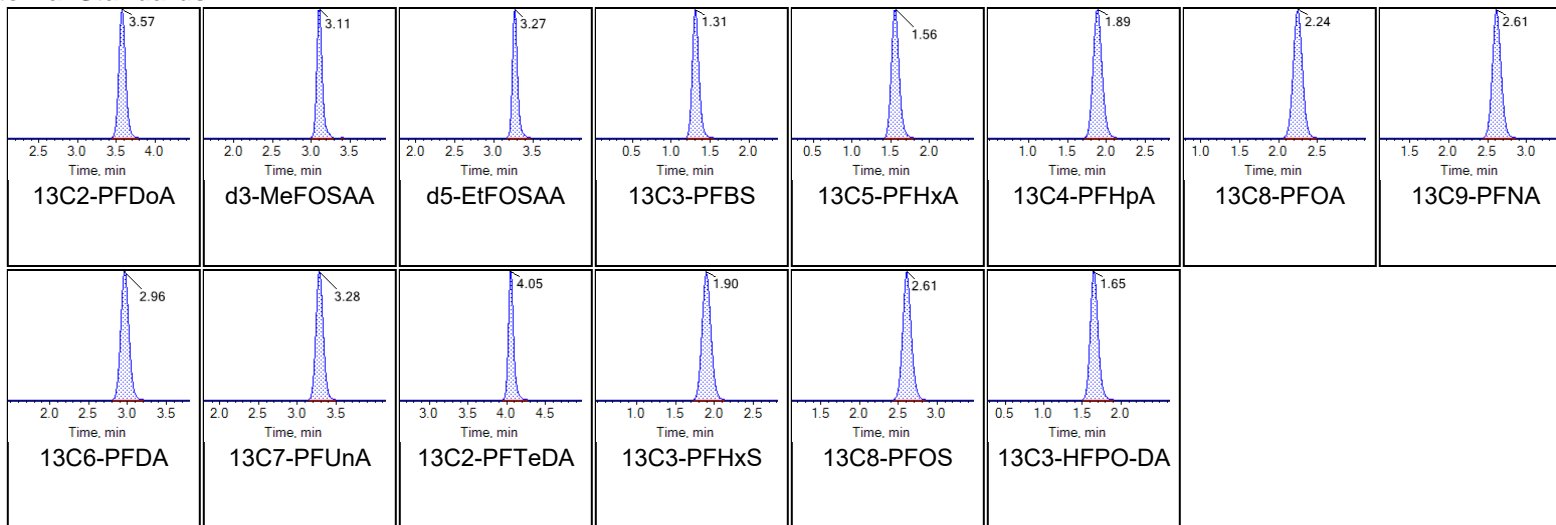 3.57 3.11 3.27 1.31 1.56 1.89 2.24 2.61
2.5 3.0 3.5 4.0 2.0 2.5 3.0 3.5 2.0 2.5 3.0 3.5 0.5 1.0 1.5 2.0 0.5 1.0 1.5 2.0 1.0 1.5 2.0 2.5 1.0 1.5 2.0 2.5 1.5 2.0 2.5 3.0
Time, min Time, min Time, min Time, min Time, min Time, min Time, min Time, min
13C2-PFDoA d3-MeFOSAA d5-EtFOSAA 13C3-PFBS 13C5-PFHxA 13C4-PFHpA 13C8-PFOA 13C9-PFNA
2.96 3.28 4.05 1.90 2.61 1.65
2.0 2.5 3.0 3.5 2.0 2.5 3.0 3.5 3.0 3.5 4.0 4.5 1.0 1.5 2.0 2.5 1.5 2.0 2.5 3.0 0.5 1.0 1.5 2.0
Time, min Time, min Time, min Time, min Time, min Time, min
13C6-PFDA 13C7-PFUnA 13C2-PFTeDA 13C3-PFHxS 13C8-PFOS 13C3-HFPO-DA